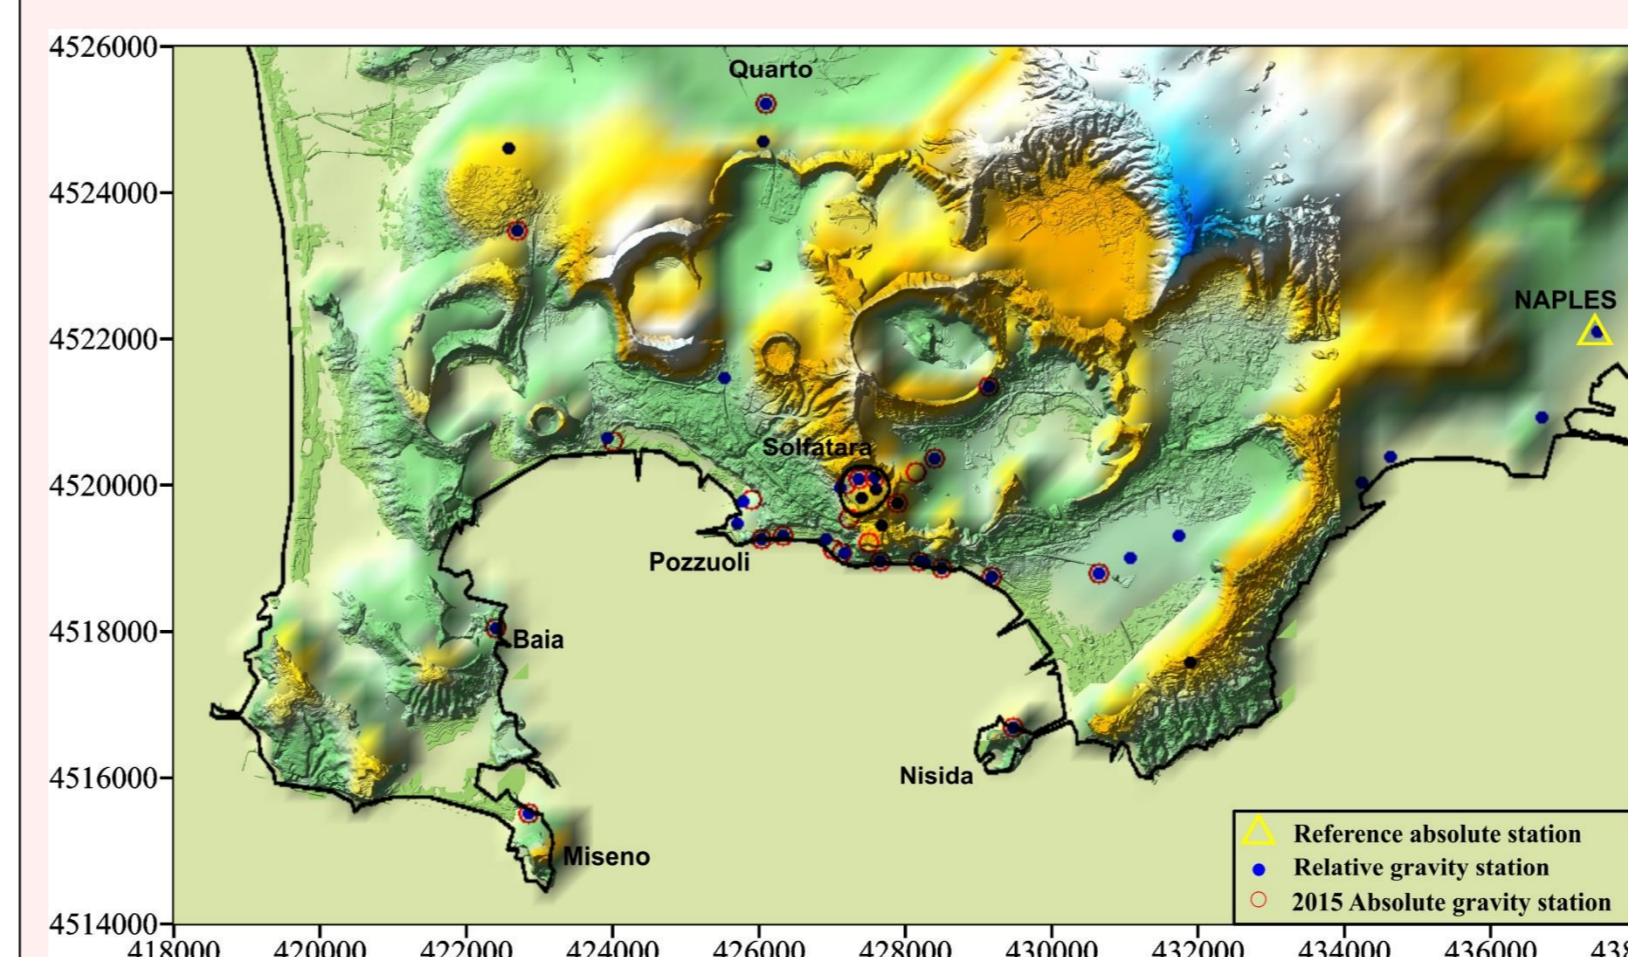 4526000
Quarto
4524000
NAPLES
4522000
Solfatara
4520000
Pozzuoli
4518000
Baia
4516000
Nisida
Reference absolute station
Relative gravity station
Miseno
2015 Absolute gravity station
4514000
418000 420000 422000 424000 426000 428000 430000 432000 434000 436000